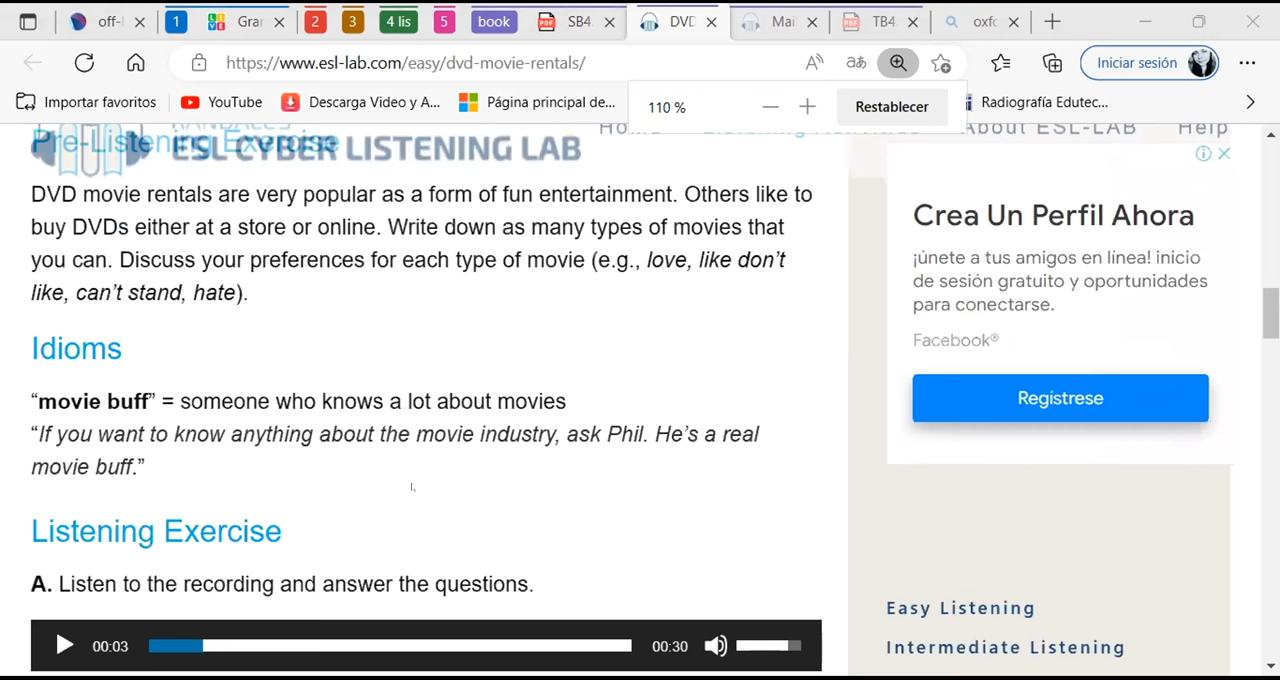 off-l
1
Grar
2
3
4 lis
5
book
SB4.
DVD
Mai
TB4.
oxfc
https://www.esl-lab.com/easy/dvd-movie-rentals/
Iniciar sesión
Importar favoritos
YouTube
Descarga Video y A...
Página principal de...
110 %
Restablecer
Radiografía Edutec...
Pre-Listening Exercise
ESL CYBER LISTENING LAB
About ESL-LAB
Help
DVD movie rentals are very popular as a form of fun entertainment. Others like to
buy DVDs either at a store or online. Write down as many types of movies that
you can. Discuss your preferences for each type of movie (e.g., love, like don’t
like, can’t stand, hate).
Idioms
“movie buff” = someone who knows a lot about movies
“If you want to know anything about the movie industry, ask Phil. He’s a real
movie buff.”
Listening Exercise
A. Listen to the recording and answer the questions.
00:03
00:30
Crea Un Perfil Ahora
¡únete a tus amigos en línea! inicio
de sesión gratuito y oportunidades
para conectarse.
Facebook®
Regístrese
Easy Listening
Intermediate Listening